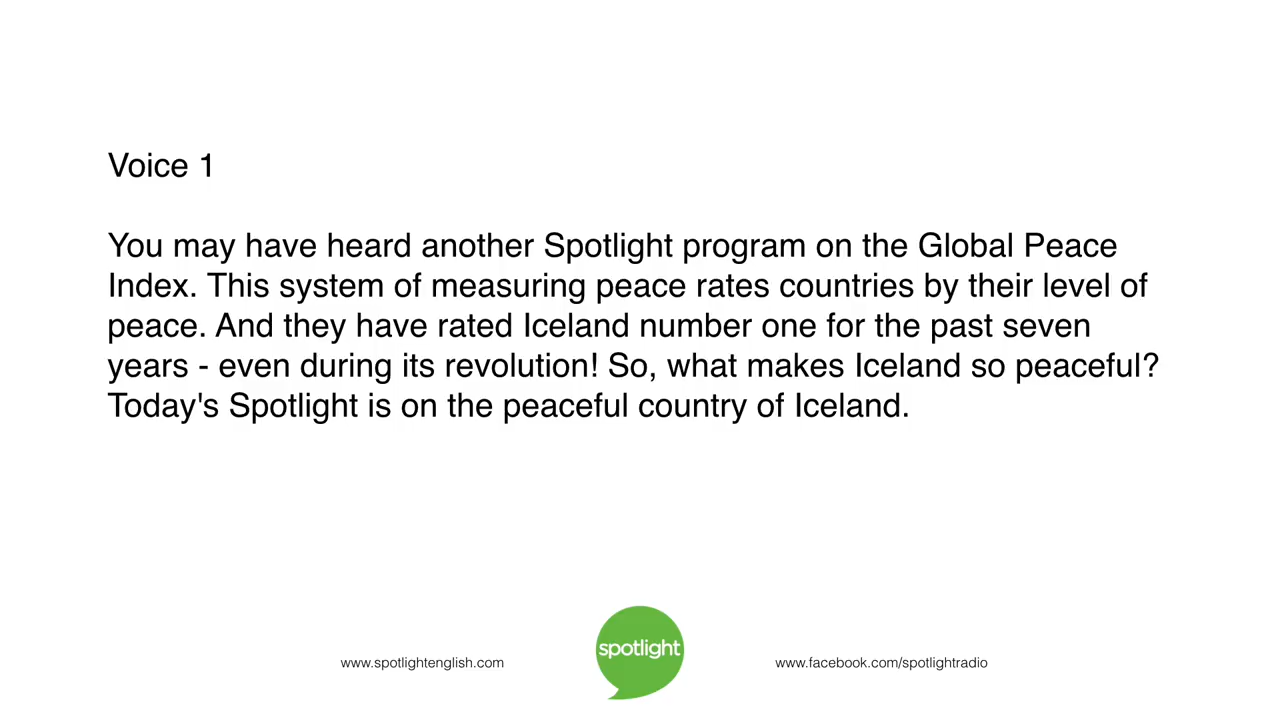 Voice 1
You may have heard another Spotlight program on the Global Peace
Index. This system of measuring peace rates countries by their level of
peace. And they have rated Iceland number one for the past seven
years - even during its revolution! So, what makes Iceland so peaceful?
Today's Spotlight is on the peaceful country of Iceland.
spotlight
www.spotlightenglish.com
www.facebook.com/spotlightradio